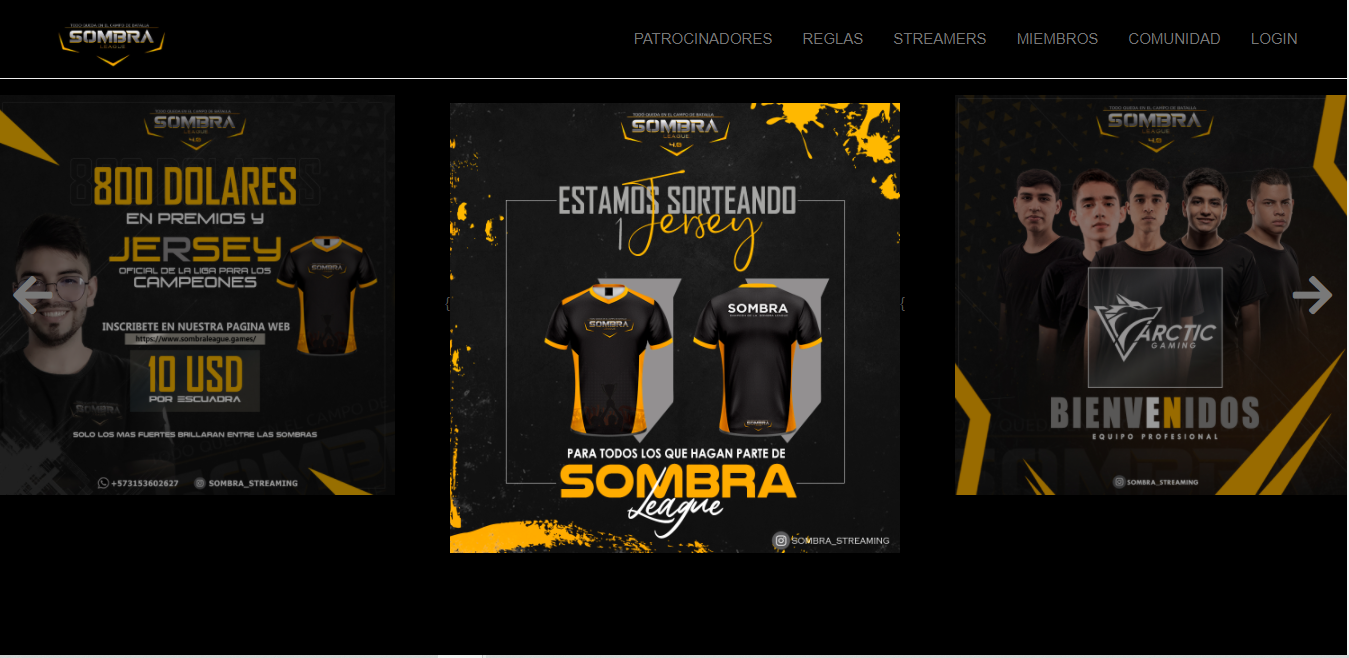 TODO QUEDA EN EL CAMPO DE BATALLA
SOMBRA
LEAGUE
PATROCINADORES
REGLAS
STREAMERS
MIEMBROS
COMUNIDAD
LOGIN
TODO QUEDA EN EL CAMPO DE BATALLA
SOMBRA
LEAGUE
4.0
800 DOLARES
EN PREMIOS Y
JERSEY
OFICIAL DE LA LIGA PARA LOS
CAMPEONES
SOMBRA
INSCRIBETE EN NUESTRA PAGINA WEB
https://www.sombraleague.games/
10 USD
POR ESCUADRA
SOLO LOS MAS FUERTES BRILLARAN ENTRE LAS SOMBRAS
+573153602627
SOMBRA_STREAMING
{
TODO QUEDA EN EL CAMPO DE BATALLA
SOMBRA
LEAGUE
4.0
ESTAMOS SORTEANDO
1 Jersey
SOMBRA
SOMBRA
SOMBRA
PARA TODOS LOS QUE HAGAN PARTE DE
SOMBRA
League
SOMBRA_STREAMING
{
TODO QUEDA EN EL CAMPO DE BATALLA
SOMBRA
LEAGUE
4.0
ARCTIC
GAMING
BIENVENIDOS
EQUIPO PROFESIONAL
SOMBRA_STREAMING